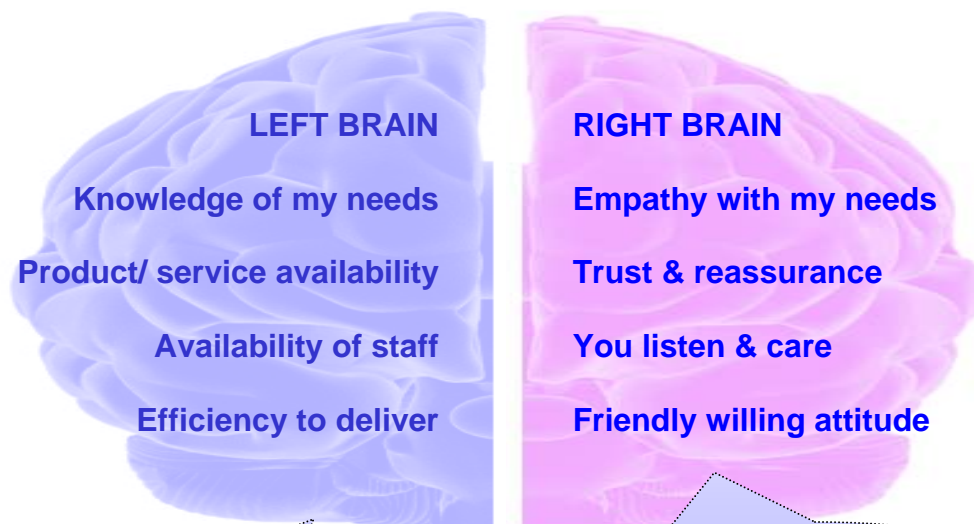 LEFT BRAIN
Knowledge of my needs
Product/ service availability
Availability of staff
Efficiency to deliver
RIGHT BRAIN
Empathy with my needs
Trust & reassurance
You listen & care
Friendly willing attitude